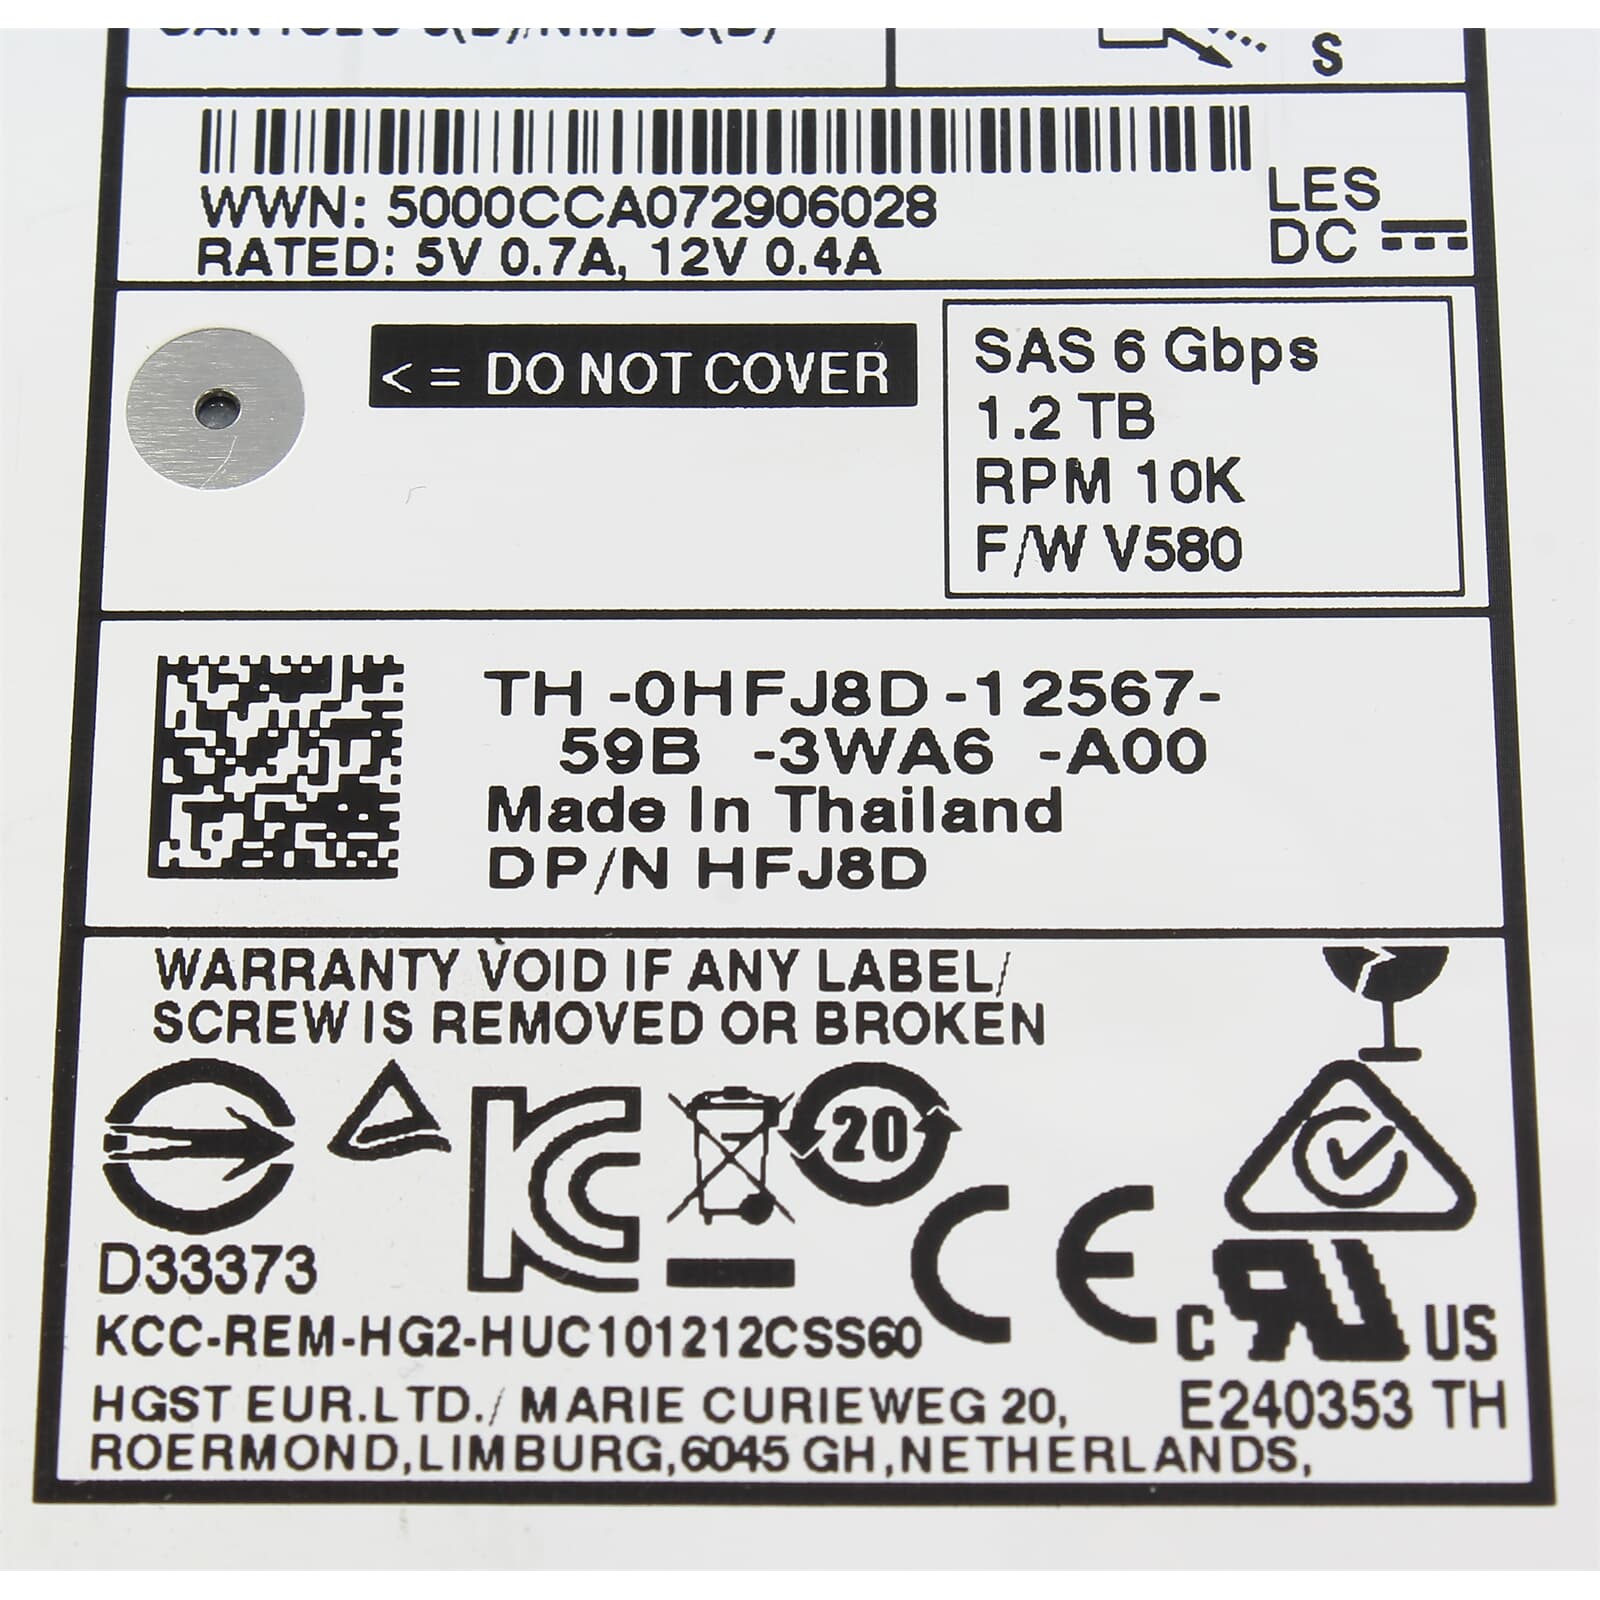 S
WWN: 5000CCA072906028
RATED: 5V 0.7A, 12V 0.4A
LES
DC
<= DO NOT COVER
SAS 6 Gbps
1.2 TB
RPM 10K
F/W V580
TH -0HFJ8D-12567-
59B -3WA6 -A00
Made In Thailand
DP/N HFJ8D
WARRANTY VOID IF ANY LABEL/
SCREW IS REMOVED OR BROKEN
20
D33373
KCC-REM-HG2-HUC101212CSS60
C US
HGST EUR.LTD./ MARIE CURIEWEG 20,
E240353 TH
ROERMOND,LIMBURG,6045 GH,NETHERLANDS,